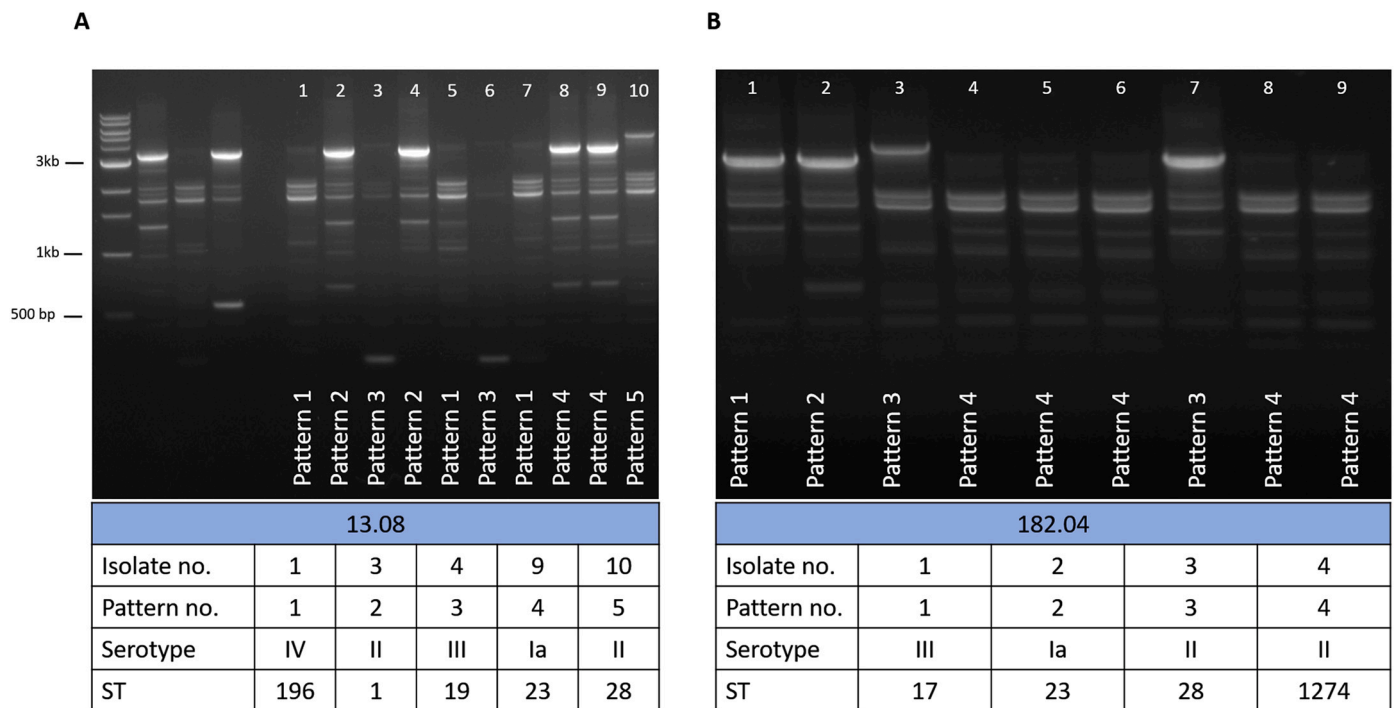 A
1 2 3 4 5 6 7 8 9 10
3kb
1kb
500 bp
Pattern 1 Pattern 2 Pattern 3 Pattern 2 Pattern 1 Pattern 3 Pattern 1 Pattern 4 Pattern 4 Pattern 5
13.08
Isolate no. 1 3 4 9 10
Pattern no. 1 2 3 4 5
Serotype IV II III Ia II
ST 196 1 19 23 28
B
1 2 3 4 5 6 7 8 9
Pattern 1 Pattern 2 Pattern 3 Pattern 4 Pattern 4 Pattern 4 Pattern 3 Pattern 4 Pattern 4
182.04
Isolate no. 1 2 3 4
Pattern no. 1 2 3 4
Serotype III Ia II II
ST 17 23 28 1274